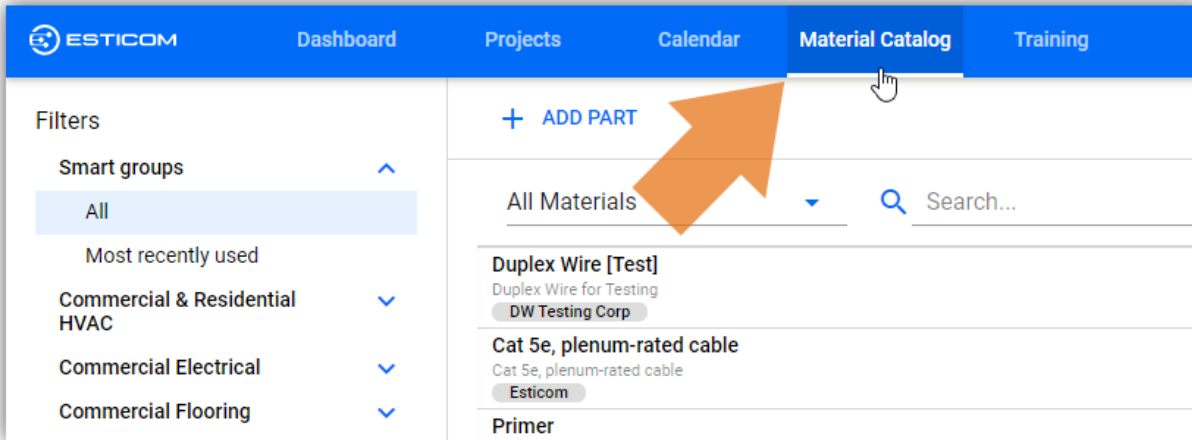 ESTICOM Dashboard Projects Calendar Material Catalog Training
Filters
Smart groups
All
Most recently used
Commercial & Residential
HVAC
Commercial Electrical
Commercial Flooring
+ ADD PART
All Materials
Search...
Duplex Wire [Test]
Duplex Wire for Testing
DW Testing Corp
Cat 5e, plenum-rated cable
Cat 5e, plenum-rated cable
Esticom
Primer